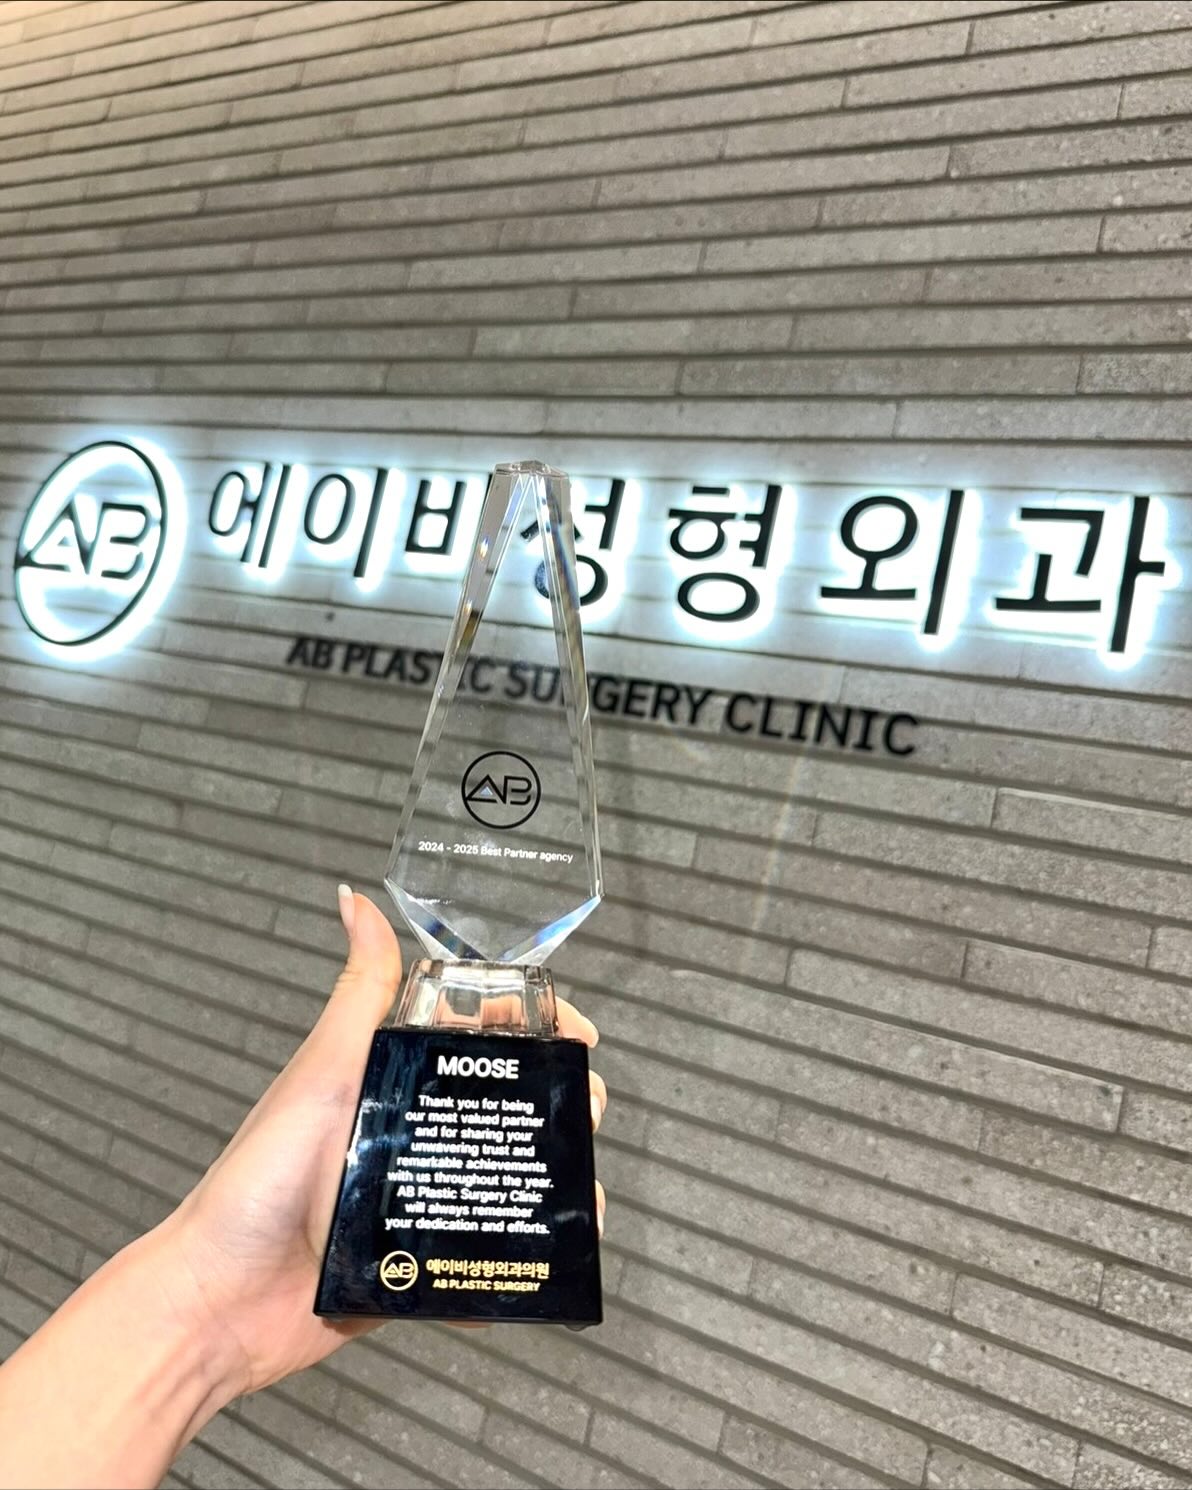 AB 에이비성형외과
AB PLASTIC SURGERY CLINIC
AB
2024 - 2025 Best Partner agency
MOOSE
Thank you for being
our most valued partner
and for sharing your
unwavering trust and
remarkable achievements
with us throughout the year.
AB Plastic Surgery Clinic
will always remember
your dedication and efforts.
AB 에이비성형외과의원
AB PLASTIC SURGERY